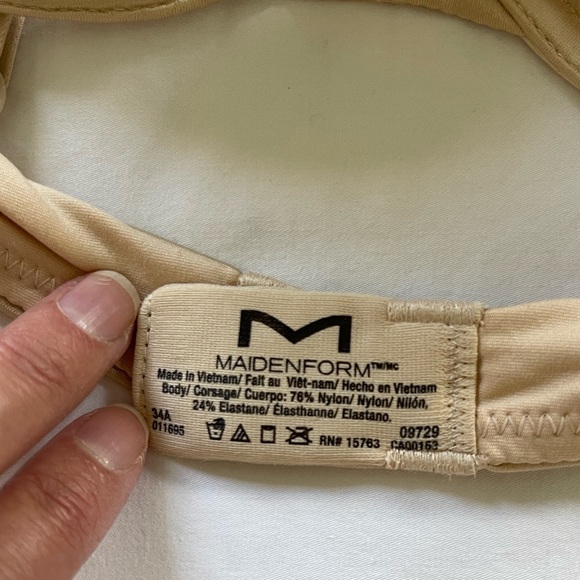 M
MAIDENFORM™/MC
Made in Vietnam/ Fait au Viêt-nam/ Hecho en Vietnam
Body/ Corsage/ Cuerpo: 76% Nylon/ Nylon/ Nilón,
24% Elastane/ Élasthanne/ Elastano.
34A 09729
011695 RN# 15763 CA00153